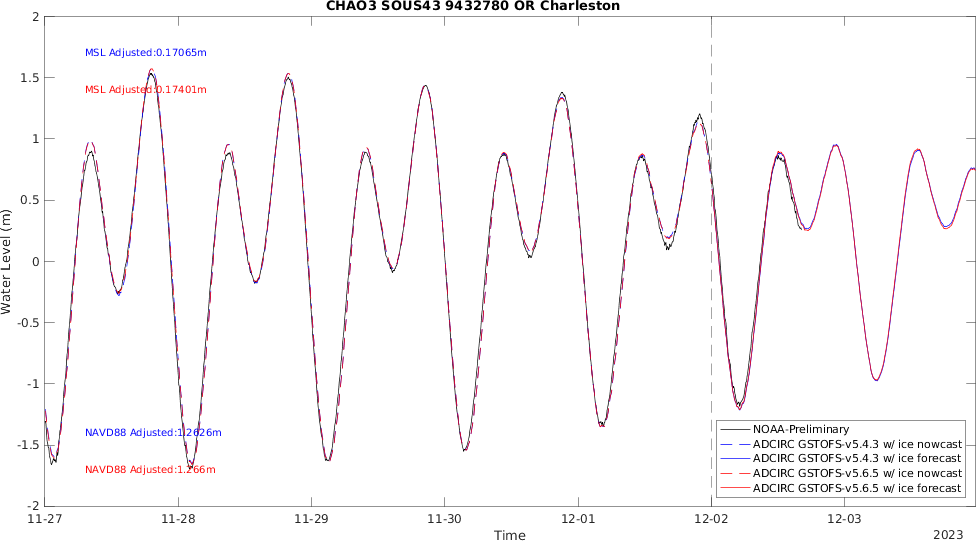 CHAO3 SOUS43 9432780 OR Charleston
2
1.5
1
0.5
0
-0.5
-1
-1.5
-2
Water Level (m)
MSL Adjusted:0.17065m
MSL Adjusted:0.17401m
NAVD88 Adjusted:1.2626m
NAVD88 Adjusted:1.266m
NOAA-Preliminary
ADCIRC GSTOFS-v5.4.3 w/ ice nowcast
ADCIRC GSTOFS-v5.4.3 w/ ice forecast
ADCIRC GSTOFS-v5.6.5 w/ ice nowcast
ADCIRC GSTOFS-v5.6.5 w/ ice forecast
11-27 11-28 11-29 11-30 12-01 12-02 12-03
Time
2023